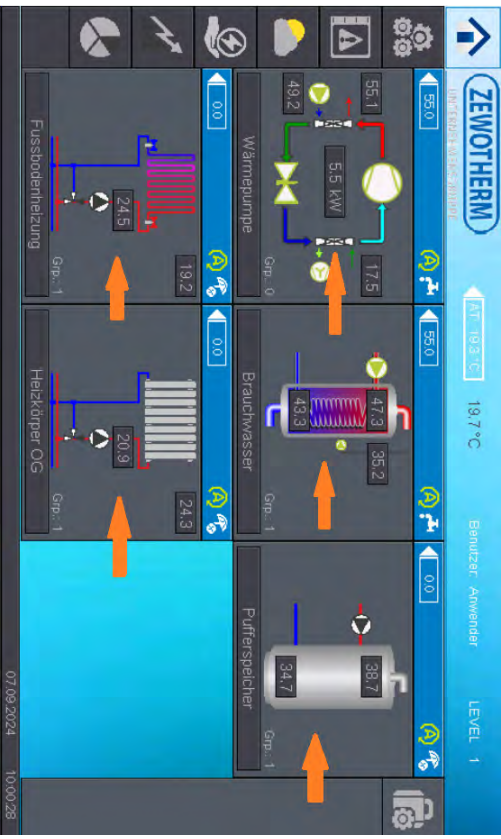 ZEWOTHERM
UNTERNEHMENSGRUPPE
AT: 19.3 °C
19.7 °C
Benutzer: Anwender
LEVEL: 1
55.0
55.1
17.5
5.5 kW
49.2
Wärmepumpe
Grp.: 0
55.0
47.3
35.2
43.3
Brauchwasser
Grp.: 1
0.0
38.7
34.7
Pufferspeicher
Grp.: 1
0.0
19.2
24.5
Fussbodenheizung
Grp.: 1
0.0
24.3
20.9
Heizkörper OG
Grp.: 1
07.09.2024 10:00:28